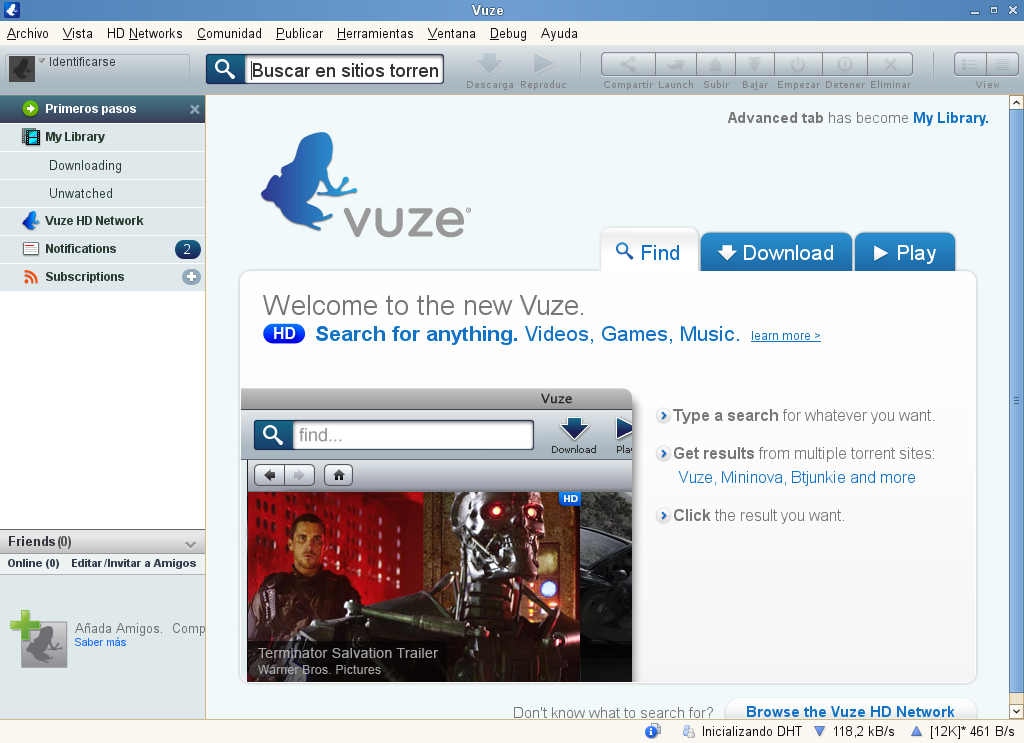 Vuze
Archivo Vista HD Networks Comunidad Publicar Herramientas Ventana Debug Ayuda
Identificarse
Buscar en sitios torren
Descarga Reproduc Compartir Launch Subir Bajar Empezar Detener Eliminar View
Primeros pasos
My Library
Downloading
Unwatched
Vuze HD Network
Notifications 2
Subscriptions
Friends (0)
Online (0) Editar/Invitar a Amigos
Añada Amigos. Comp
Saber más
Advanced tab has become My Library.
vuze®
Find Download Play
Welcome to the new Vuze.
HD Search for anything. Videos, Games, Music. learn more >
Vuze
find...
Download Pla
HD
Terminator Salvation Trailer
Warner Bros. Pictures
Type a search for whatever you want.
Get results from multiple torrent sites:
Vuze, Mininova, Btjunkie and more
Click the result you want.
Don't know what to search for? Browse the Vuze HD Network
Inicializando DHT 118,2 kB/s [12K]* 461 B/s